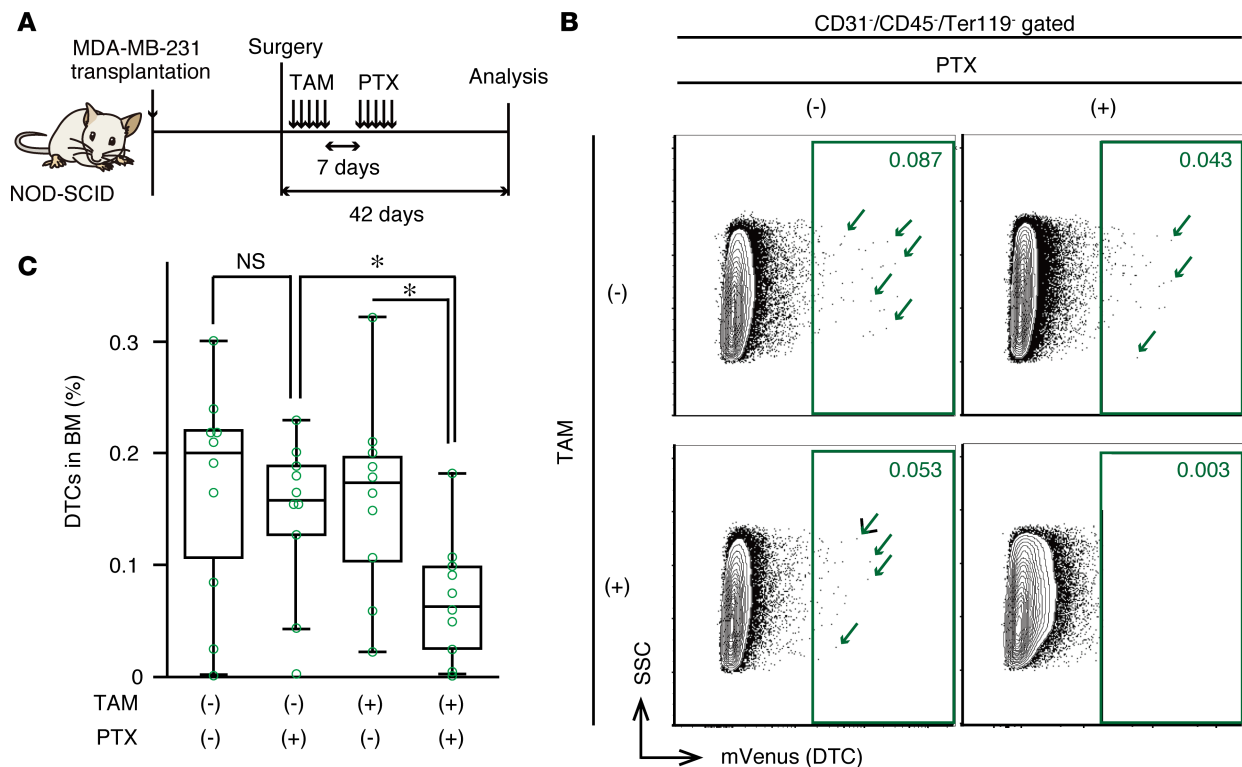 A
MDA-MB-231
transplantation
Surgery
TAM
PTX
Analysis
7 days
42 days
NOD-SCID
B
CD31-/CD45-/Ter119- gated
PTX
(-)
(+)
TAM
(-)
(+)
0.087
0.043
0.053
0.003
SSC
mVenus (DTC)
C
NS
*
*
DTCs in BM (%)
0.3
0.2
0.1
0
TAM (-) (-) (+) (+)
PTX (-) (+) (-) (+)